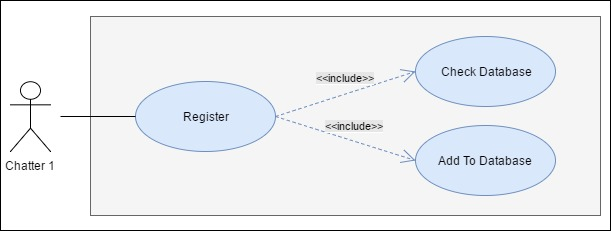 Chatter 1
Register
<<include>>
Check Database
<<include>>
Add To Database